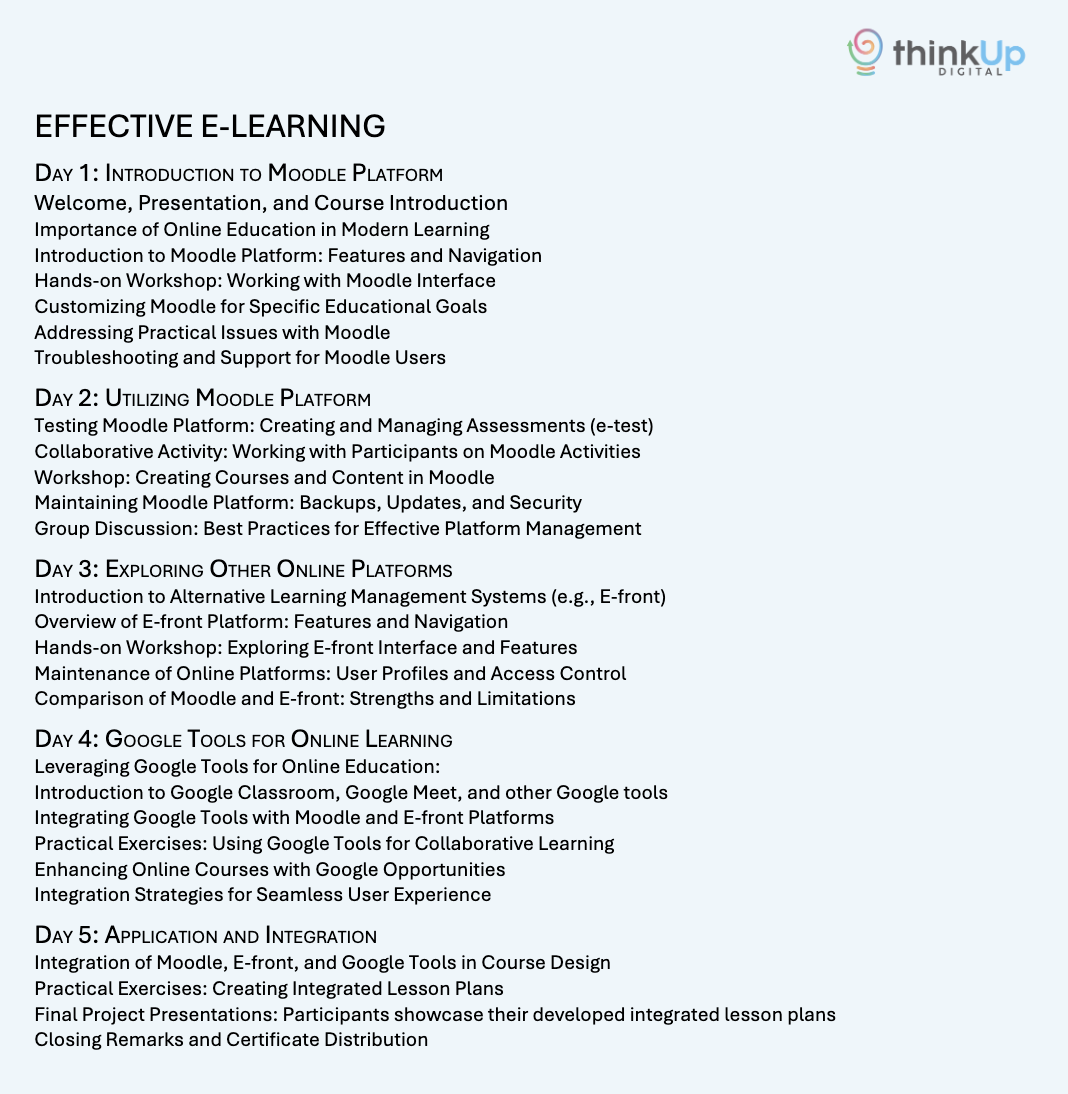 thinkUp
DIGITAL
EFFECTIVE E-LEARNING
DAY 1: INTRODUCTION TO MOODLE PLATFORM
Welcome, Presentation, and Course Introduction
Importance of Online Education in Modern Learning
Introduction to Moodle Platform: Features and Navigation
Hands-on Workshop: Working with Moodle Interface
Customizing Moodle for Specific Educational Goals
Addressing Practical Issues with Moodle
Troubleshooting and Support for Moodle Users
DAY 2: UTILIZING MOODLE PLATFORM
Testing Moodle Platform: Creating and Managing Assessments (e-test)
Collaborative Activity: Working with Participants on Moodle Activities
Workshop: Creating Courses and Content in Moodle
Maintaining Moodle Platform: Backups, Updates, and Security
Group Discussion: Best Practices for Effective Platform Management
DAY 3: EXPLORING OTHER ONLINE PLATFORMS
Introduction to Alternative Learning Management Systems (e.g., E-front)
Overview of E-front Platform: Features and Navigation
Hands-on Workshop: Exploring E-front Interface and Features
Maintenance of Online Platforms: User Profiles and Access Control
Comparison of Moodle and E-front: Strengths and Limitations
DAY 4: GOOGLE TOOLS FOR ONLINE LEARNING
Leveraging Google Tools for Online Education:
Introduction to Google Classroom, Google Meet, and other Google tools
Integrating Google Tools with Moodle and E-front Platforms
Practical Exercises: Using Google Tools for Collaborative Learning
Enhancing Online Courses with Google Opportunities
Integration Strategies for Seamless User Experience
DAY 5: APPLICATION AND INTEGRATION
Integration of Moodle, E-front, and Google Tools in Course Design
Practical Exercises: Creating Integrated Lesson Plans
Final Project Presentations: Participants showcase their developed integrated lesson plans
Closing Remarks and Certificate Distribution